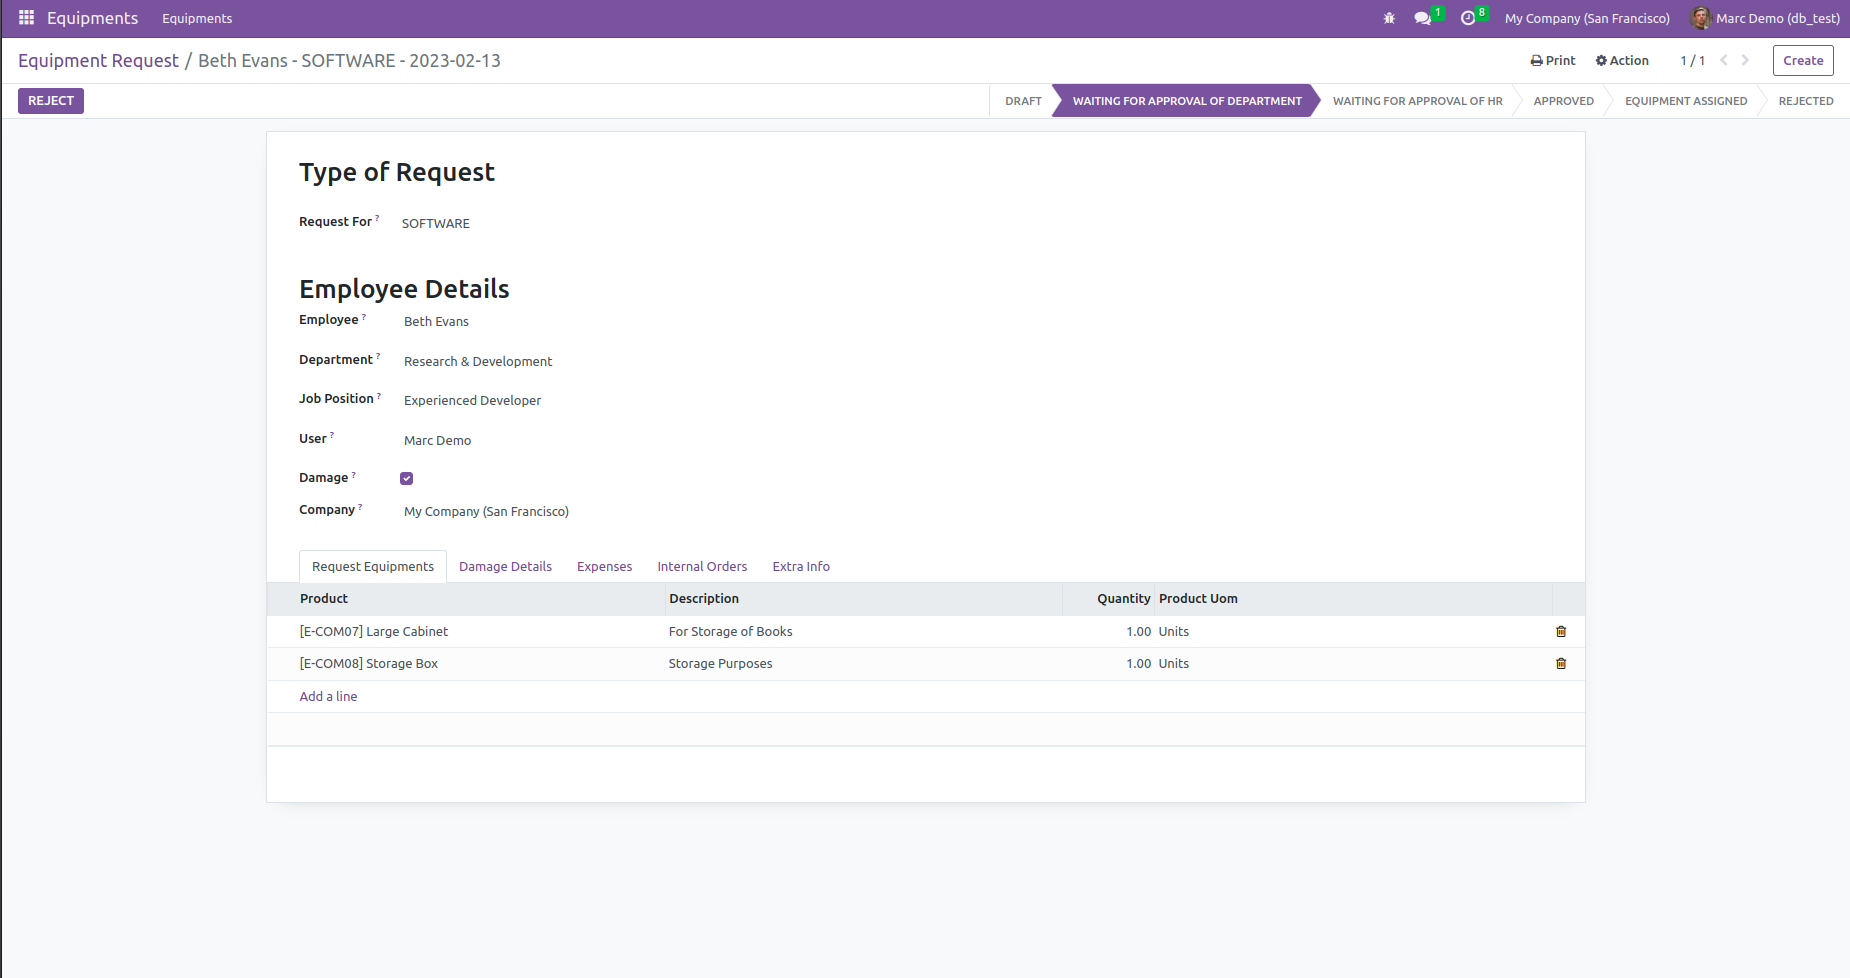 Equipments Equipments 1 8 My Company (San Francisco) Marc Demo (db_test)
Equipment Request / Beth Evans - SOFTWARE - 2023-02-13 Print Action 1 / 1 Create
REJECT DRAFT WAITING FOR APPROVAL OF DEPARTMENT WAITING FOR APPROVAL OF HR APPROVED EQUIPMENT ASSIGNED REJECTED
Type of Request
Request For ? SOFTWARE
Employee Details
Employee ? Beth Evans
Department ? Research & Development
Job Position ? Experienced Developer
User ? Marc Demo
Damage ?
Company ? My Company (San Francisco)
Request Equipments Damage Details Expenses Internal Orders Extra Info
Product Description Quantity Product Uom
[E-COM07] Large Cabinet For Storage of Books 1.00 Units
[E-COM08] Storage Box Storage Purposes 1.00 Units
Add a line